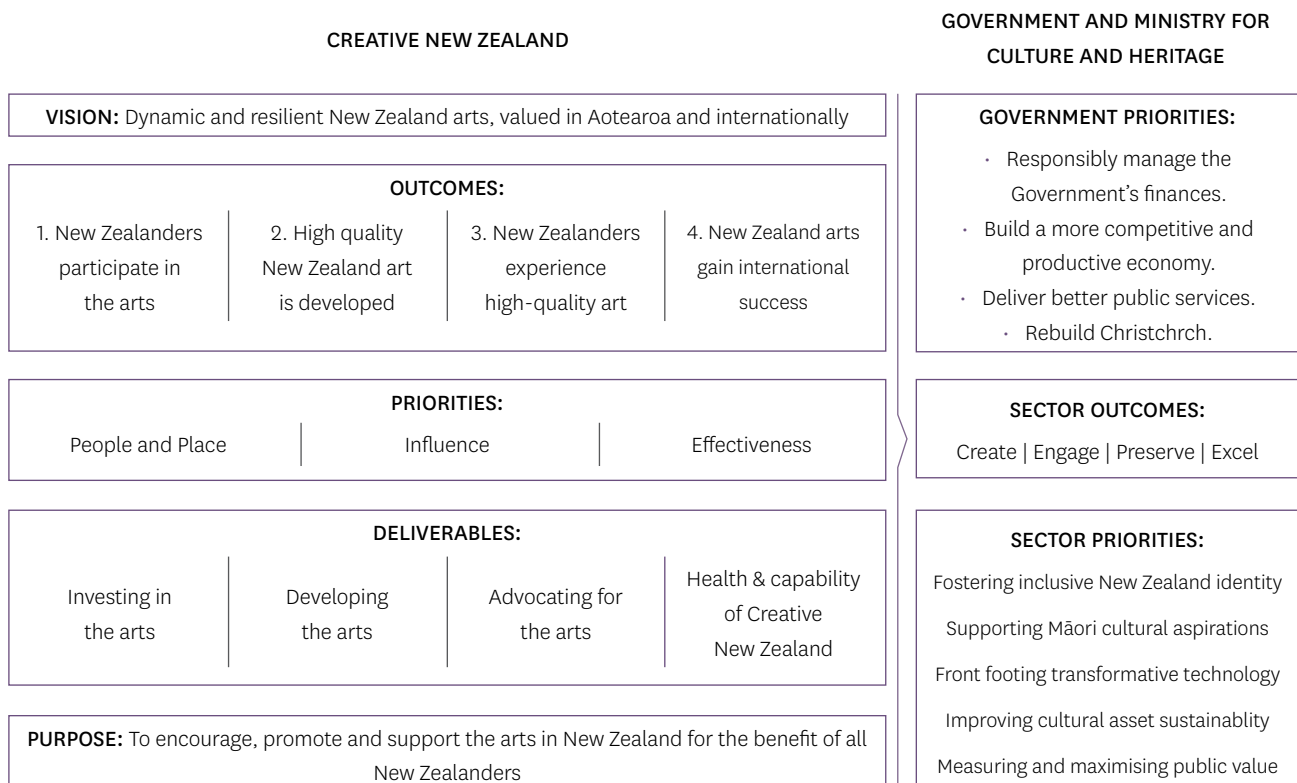 CREATIVE NEW ZEALAND
VISION: Dynamic and resilient New Zealand arts, valued in Aotearoa and internationally
OUTCOMES:
1. New Zealanders
participate in
the arts
2. High quality
New Zealand art
is developed
3. New Zealanders
experience
high-quality art
4. New Zealand arts
gain international
success
PRIORITIES:
People and Place
Influence
Effectiveness
DELIVERABLES:
Investing in
the arts
Developing
the arts
Advocating for
the arts
Health & capability
of Creative
New Zealand
PURPOSE: To encourage, promote and support the arts in New Zealand for the benefit of all
New Zealanders
GOVERNMENT AND MINISTRY FOR
CULTURE AND HERITAGE
GOVERNMENT PRIORITIES:
· Responsibly manage the
Government’s finances.
· Build a more competitive and
productive economy.
· Deliver better public services.
· Rebuild Christchrch.
SECTOR OUTCOMES:
Create | Engage | Preserve | Excel
SECTOR PRIORITIES:
Fostering inclusive New Zealand identity
Supporting Māori cultural aspirations
Front footing transformative technology
Improving cultural asset sustainablity
Measuring and maximising public value